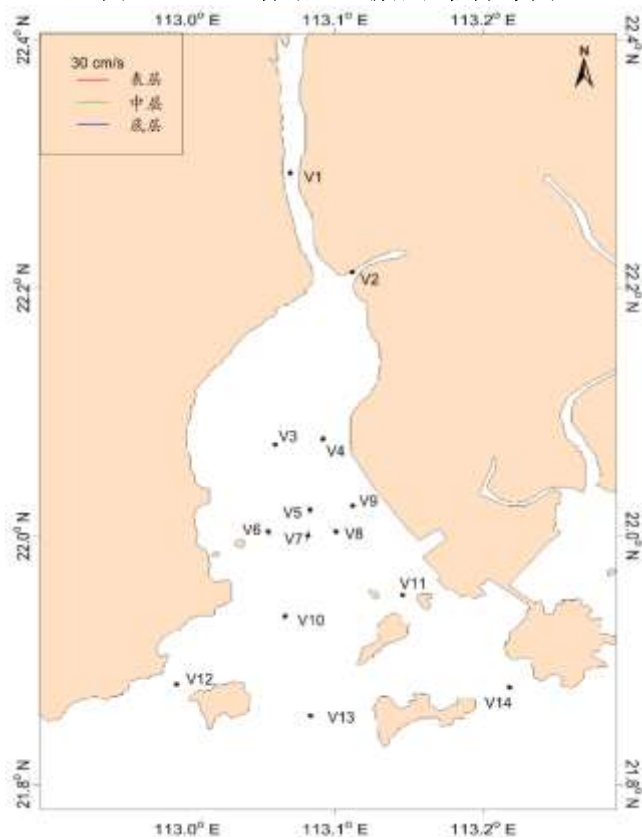 113.0° E 113.1° E 113.2° E
22.4° N 22.4° N
30 cm/s
表层
中层
底层
N
V1
V2
22.2° N 22.2° N
V3 V4
V5 V9
V6 V7 V8
22.0° N 22.0° N
V11
V10
V12
V14
V13
21.8° N 21.8° N
113.0° E 113.1° E 113.2° E